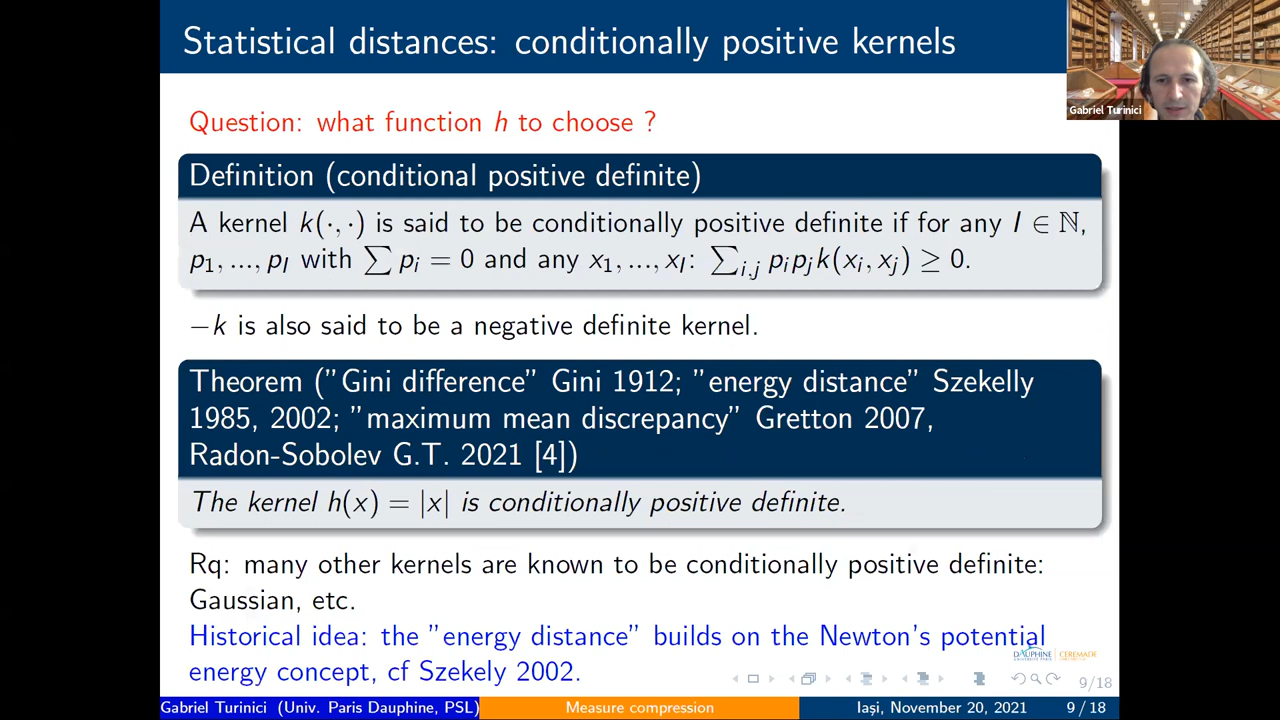 Statistical distances: conditionally positive kernels
Gabriel Turinici
Question: what function h to choose ?
Definition (conditional positive definite)
A kernel k(·, ·) is said to be conditionally positive definite if for any I ∈ ℕ,
p₁, ..., p_I with ∑ pᵢ = 0 and any x₁, ..., x_I: ∑ᵢ,ⱼ pᵢpⱼk(xᵢ, xⱼ) ≥ 0.
−k is also said to be a negative definite kernel.
Theorem ("Gini difference" Gini 1912; "energy distance" Szekelly
1985, 2002; "maximum mean discrepancy" Gretton 2007,
Radon-Sobolev G.T. 2021 [4])
The kernel h(x) = |x| is conditionally positive definite.
Rq: many other kernels are known to be conditionally positive definite:
Gaussian, etc.
Historical idea: the "energy distance" builds on the Newton's potential
energy concept, cf Szekely 2002.
DAUPHINE CEREMADE
9/18
Gabriel Turinici (Univ. Paris Dauphine, PSL) Measure compression Iași, November 20, 2021 9 / 18